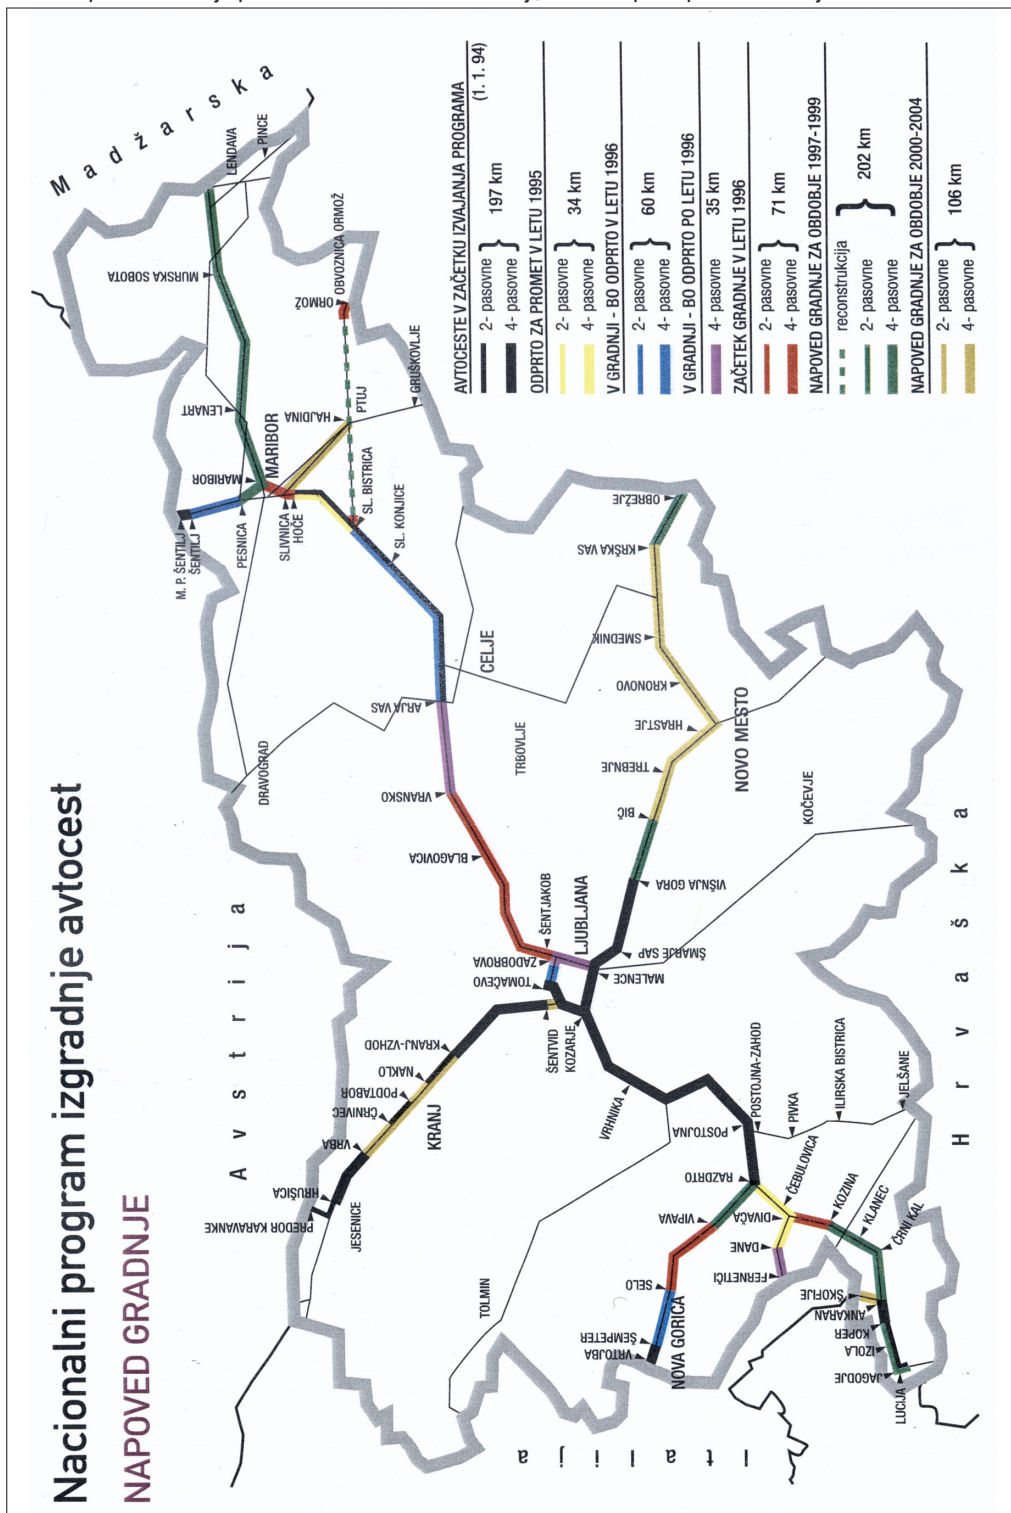 Nacionalni program izgradnje avtocest
NAPOVED GRADNJE
Avstrija
Madžarska
Hrvaška
Italija
M. P. ŠENTILJ
ŠENTILJ
PESNICA
MARIBOR
MARIBOR
LENART
MURSKA SOBOTA
LENDAVA
PINCE
SLIVNICA
HOČE
HAJDINA
PTUJ
ORMOŽ
OBVOZNICA ORMOŽ
GRUŠKOVLJE
SL. BISTRICA
SL. KONJICE
DRAVOGRAD
CELJE
ARJA VAS
VRANSKO
TRBOVLJE
BLAGOVICA
ŠENTJAKOB
ZADOBROVA
TOMAČEVO
LJUBLJANA
MALENCE
ŠENTVID
KOZARJE
ŠMARJE SAP
VIŠNJA GORA
BIČ
TREBNJE
HRASTJE
NOVO MESTO
KRONOVO
SMEDNIK
KRŠKA VAS
OBREŽJE
KOČEVJE
PREDOR KARAVANKE
HRUŠICA
JESENICE
VRBA
ČRNIVEC
PODTABOR
NAKLO
KRANJ-VZHOD
KRANJ
VRHNIKA
POSTOJNA
POSTOJNA-ZAHOD
PIVKA
ILIRSKA BISTRICA
JELŠANE
RAZDRTO
ČEBULOVICA
DIVAČA
DANE
FERNETIČI
KOZINA
KLANEC
ČRNI KAL
VIPAVA
SELO
ŠEMPETER
VRTOJBA
NOVA GORICA
TOLMIN
ŠKOFIJE
ANKARAN
KOPER
IZOLA
JAGODJE
LUCIJA
AVTOCESTE V ZAČETKU IZVAJANJA PROGRAMA
(1. 1. 94)
2- pasovne
4- pasovne
197 km
ODPRTO ZA PROMET V LETU 1995
2- pasovne
4- pasovne
34 km
V GRADNJI - BO ODPRTO V LETU 1996
2- pasovne
4- pasovne
60 km
V GRADNJI - BO ODPRTO PO LETU 1996
4- pasovne
35 km
ZAČETEK GRADNJE V LETU 1996
2- pasovne
4- pasovne
71 km
NAPOVED GRADNJE ZA OBDOBJE 1997-1999
reconstrukcija
2- pasovne
4- pasovne
202 km
NAPOVED GRADNJE ZA OBDOBJE 2000-2004
2- pasovne
4- pasovne
106 km